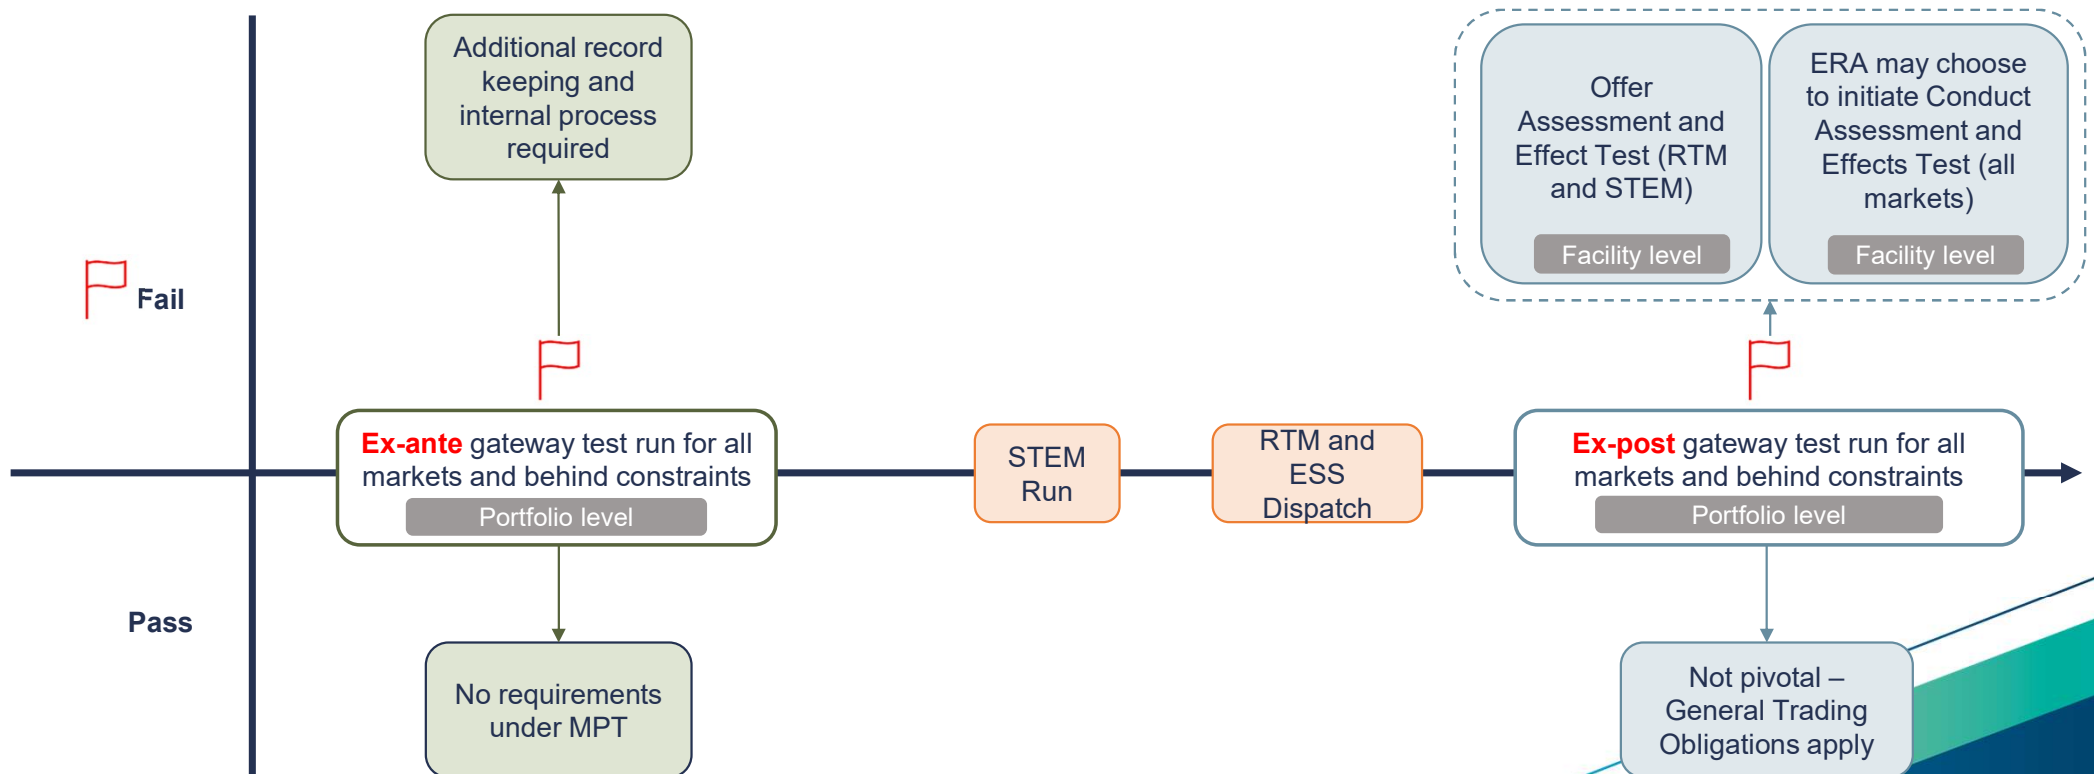 Additional record
keeping and
internal process
required
Offer
Assessment and
Effect Test (RTM
and STEM)
Facility level
ERA may choose
to initiate Conduct
Assessment and
Effects Test (all
markets)
Facility level
Fail
Ex-ante gateway test run for all
markets and behind constraints
Portfolio level
STEM
Run
RTM and
ESS
Dispatch
Ex-post gateway test run for all
markets and behind constraints
Portfolio level
Pass
No requirements
under MPT
Not pivotal –
General Trading
Obligations apply